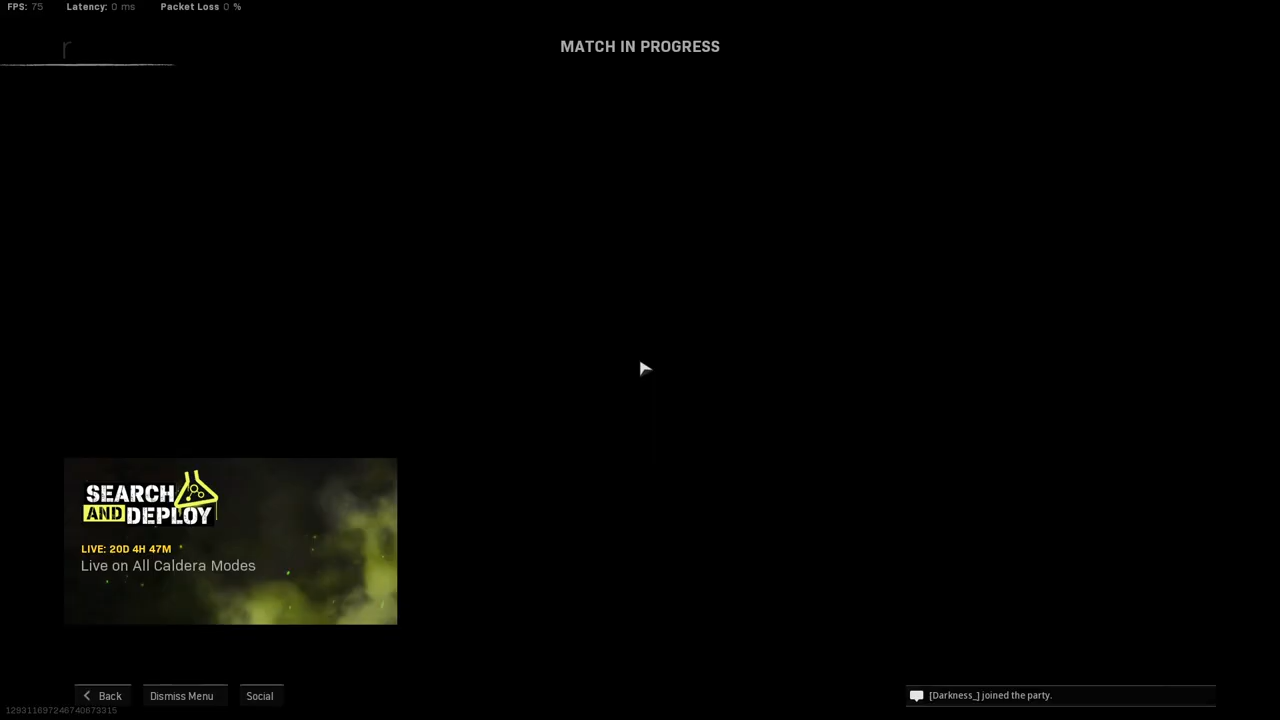 FPS: 75 Latency: 0 ms Packet Loss 0 %
r
MATCH IN PROGRESS
SEARCH
AND DEPLOY
LIVE: 20D 4H 47M
Live on All Caldera Modes
Back Dismiss Menu Social
[Darkness_] joined the party.
129311697246740673315